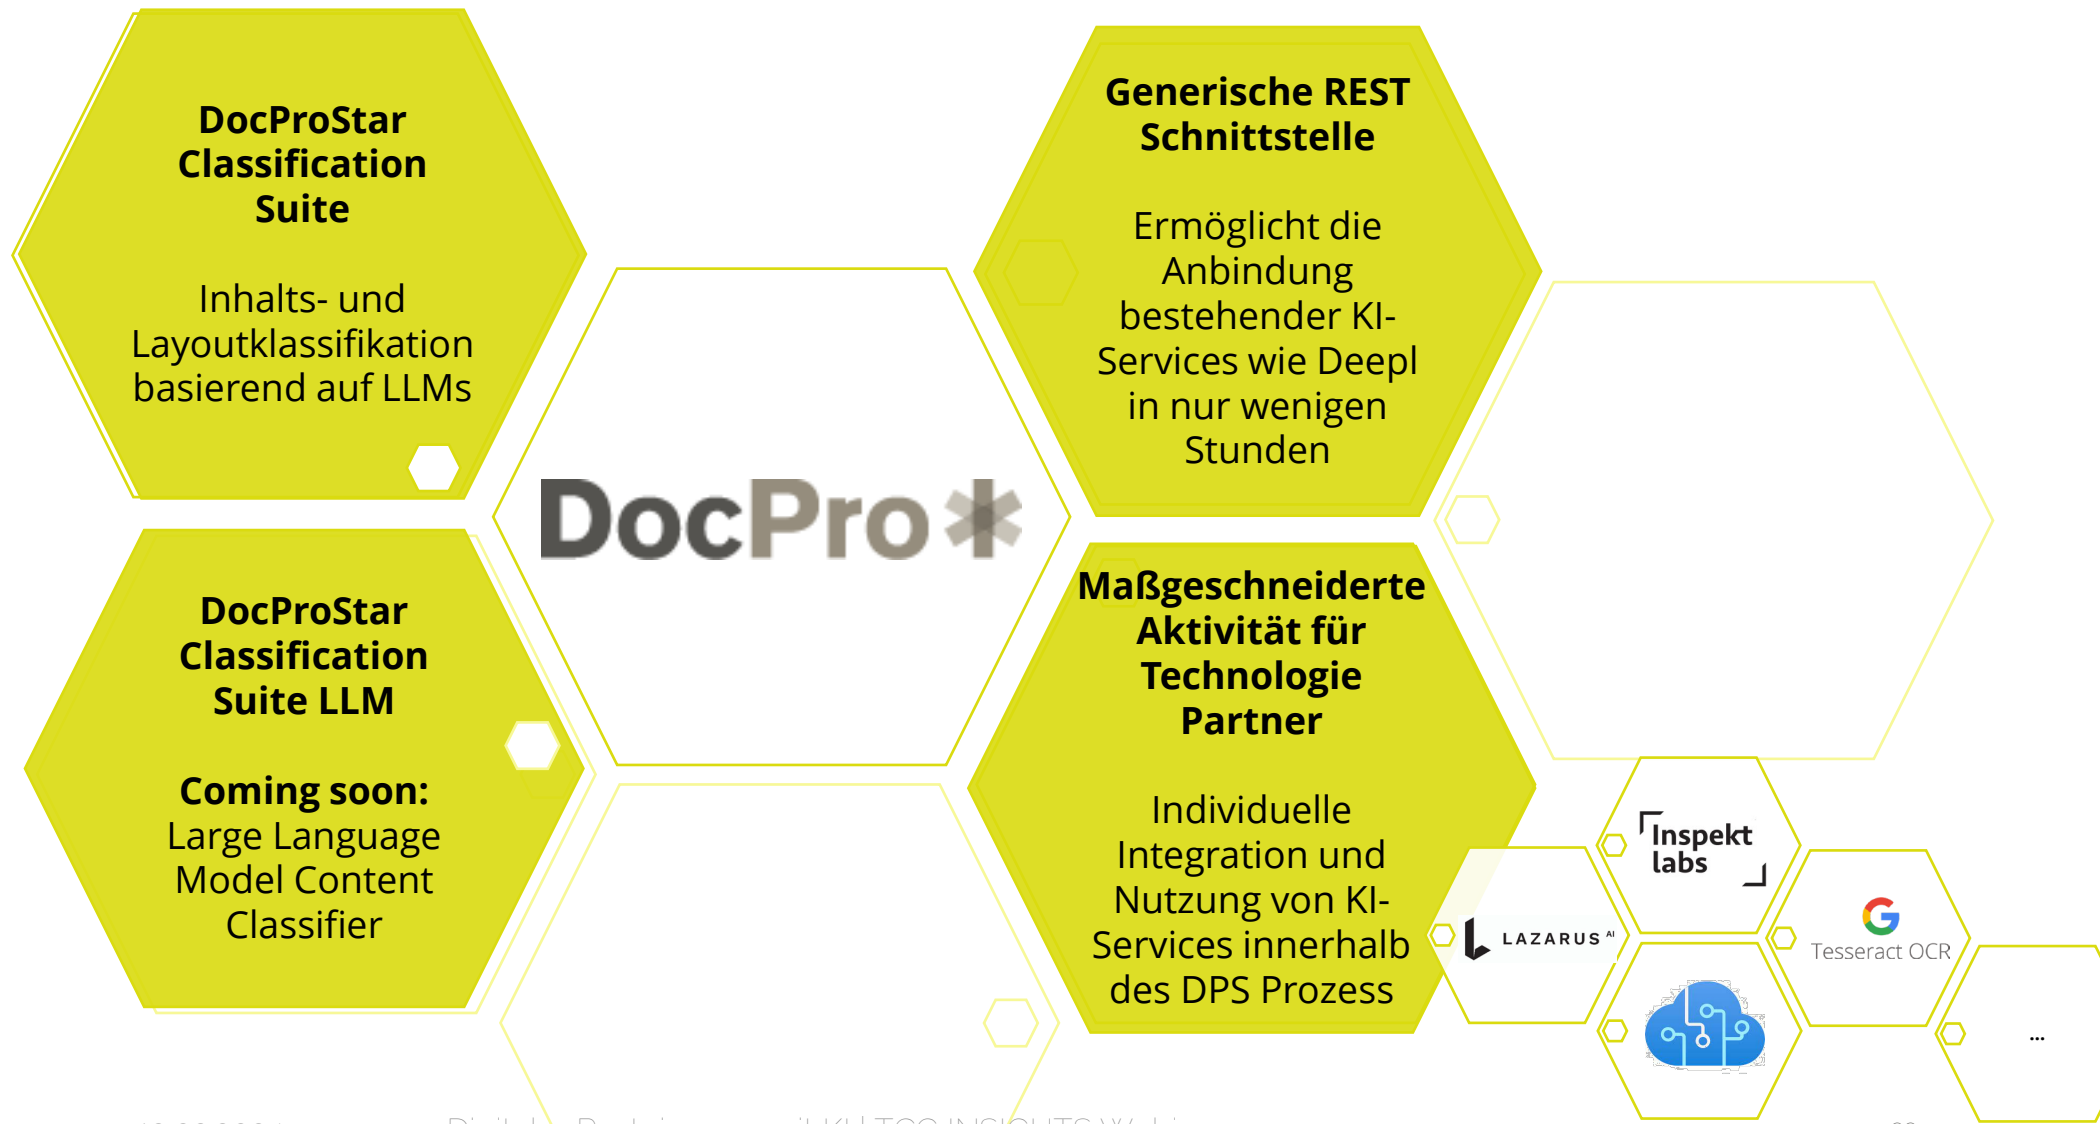 DocProStar
Classification
Suite
Inhalts- und
Layoutklassifikation
basierend auf LLMs
DocProStar
Classification
Suite LLM
Coming soon:
Large Language
Model Content
Classifier
DocPro*
Generische REST
Schnittstelle
Ermöglicht die
Anbindung
bestehender KI-
Services wie Deepl
in nur wenigen
Stunden
Maßgeschneiderte
Aktivität für
Technologie
Partner
Individuelle
Integration und
Nutzung von KI-
Services innerhalb
des DPS Prozess
LAZARUS AI
Inspekt
labs
Tesseract OCR
...